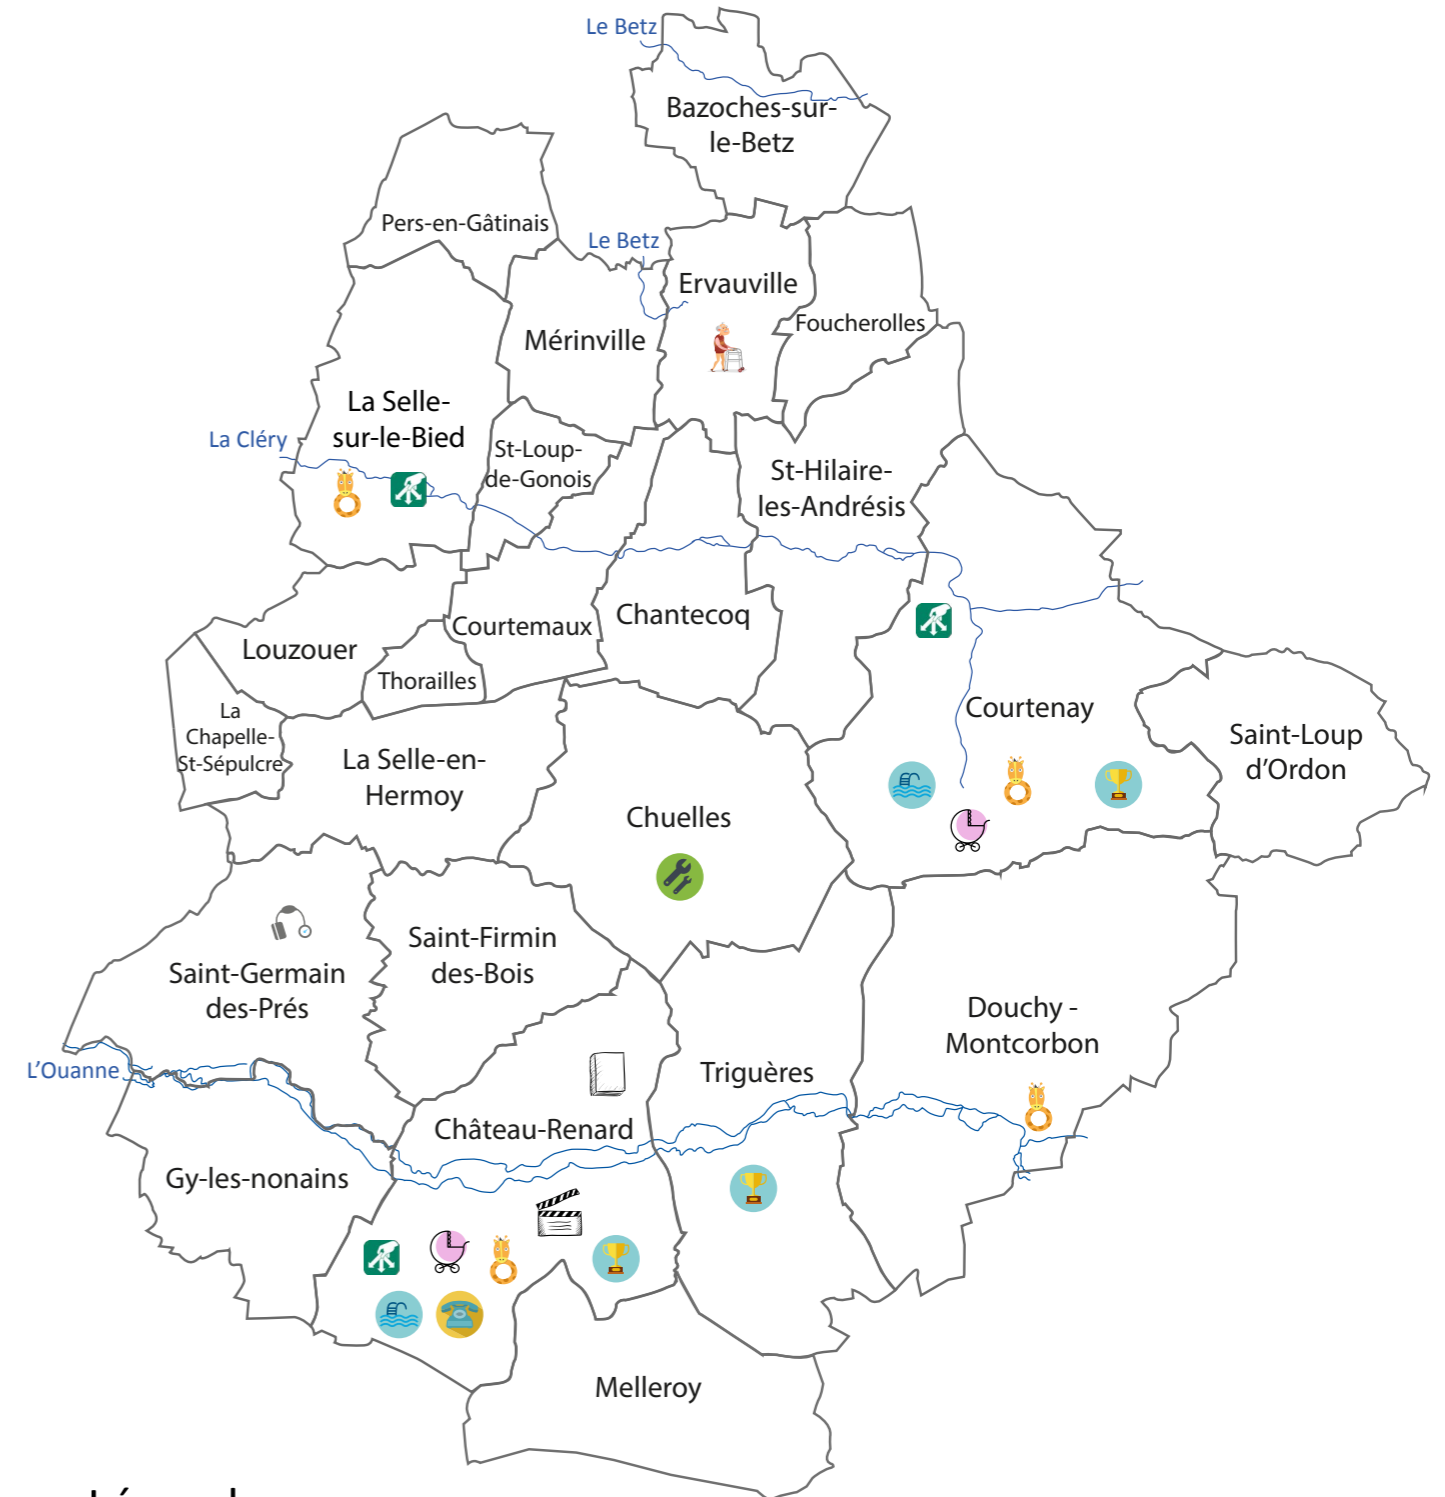 Le Betz
Bazoches-sur-
le-Betz
Pers-en-Gâtinais
Le Betz
Ervauville
Foucherolles
Mérinville
La Selle-
sur-le-Bied
La Cléry
St-Loup-
de-Gonois
St-Hilaire-
les-Andrésis
Chantecoq
Courtemaux
Louzouer
Thorailles
La
Chapelle-
St-Sépulcre
Courtenay
Saint-Loup
d'Ordon
La Selle-en-
Hermoy
Chuelles
Saint-Firmin
des-Bois
Saint-Germain
des-Prés
Douchy -
Montcorbon
L'Ouanne
Triguères
Château-Renard
Gy-les-nonains
Melleroy